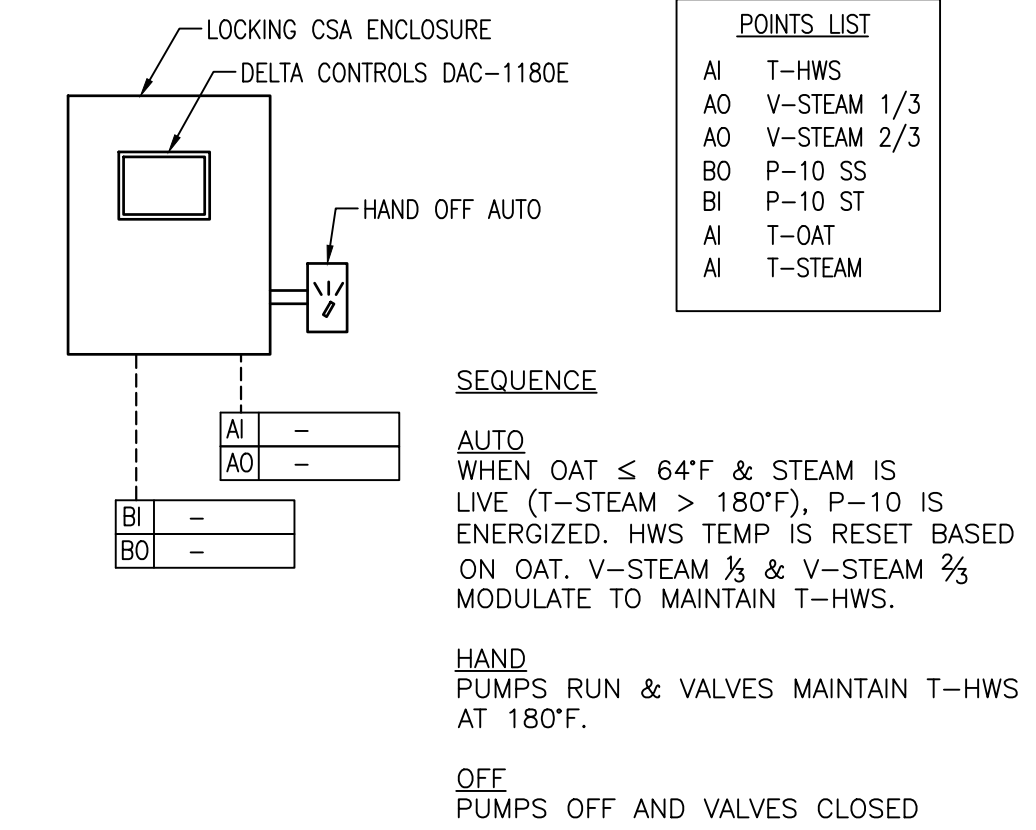 LOCKING CSA ENCLOSURE
DELTA CONTROLS DAC-1180E
HAND OFF AUTO
AI -
AO -
BI -
BO -
POINTS LIST
AI T-HWS
AO V-STEAM 1/3
AO V-STEAM 2/3
BO P-10 SS
BI P-10 ST
AI T-OAT
AI T-STEAM
SEQUENCE
AUTO
WHEN OAT ≤ 64°F & STEAM IS
LIVE (T-STEAM > 180°F), P-10 IS
ENERGIZED. HWS TEMP IS RESET BASED
ON OAT. V-STEAM ⅓ & V-STEAM ⅔
MODULATE TO MAINTAIN T-HWS.
HAND
PUMPS RUN & VALVES MAINTAIN T-HWS
AT 180°F.
OFF
PUMPS OFF AND VALVES CLOSED